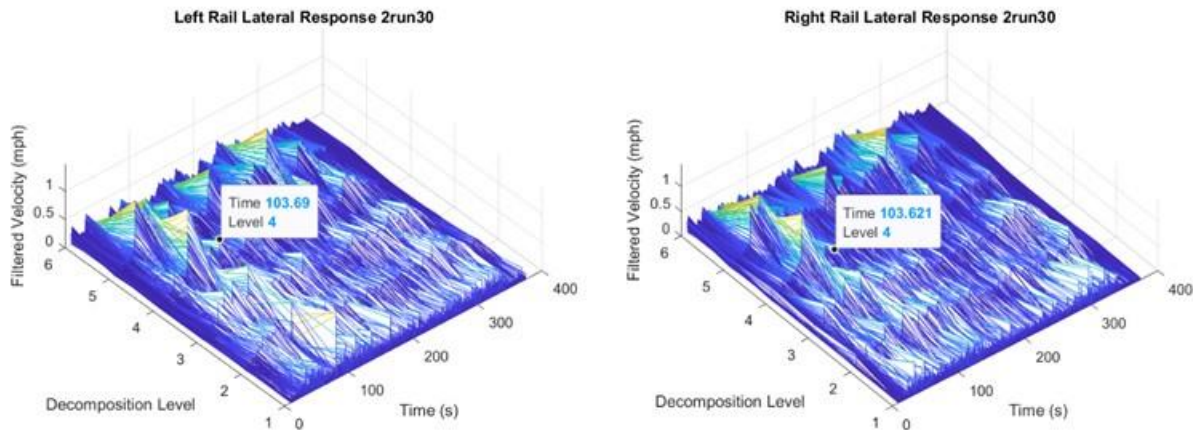 Left Rail Lateral Response 2run30
Filtered Velocity (mph)
1
0.5
0
6
5
4
3
2
1
Decomposition Level
Time 103.69
Level 4
0
100
200
300
400
Time (s)
Right Rail Lateral Response 2run30
Filtered Velocity (mph)
1
0.5
0
6
5
4
3
2
1
Decomposition Level
Time 103.621
Level 4
0
100
200
300
400
Time (s)